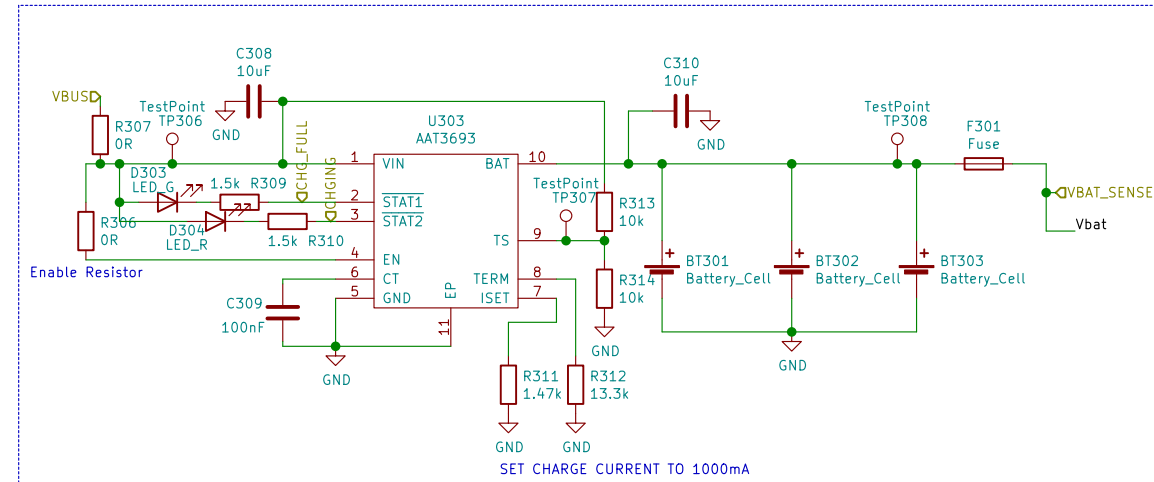 C308
10uF
GND
VBUS
R307
0R
TestPoint
TP306
D303
LED_G
1.5k
R309
CHG_FULL
CHGING
D304
LED_R
1.5k
R310
R306
0R
Enable Resistor
C309
100nF
GND
U303
AAT3693
1
VIN
2
STAT1
3
STAT2
4
EN
6
CT
5
GND
EP
11
BAT
10
TS
9
TERM
8
ISET
7
C310
10uF
GND
TestPoint
TP307
R313
10k
R314
10k
GND
R311
1.47k
GND
R312
13.3k
GND
SET CHARGE CURRENT TO 1000mA
+
BT301
Battery_Cell
+
BT302
Battery_Cell
+
BT303
Battery_Cell
GND
TestPoint
TP308
F301
Fuse
VBAT_SENSE
Vbat